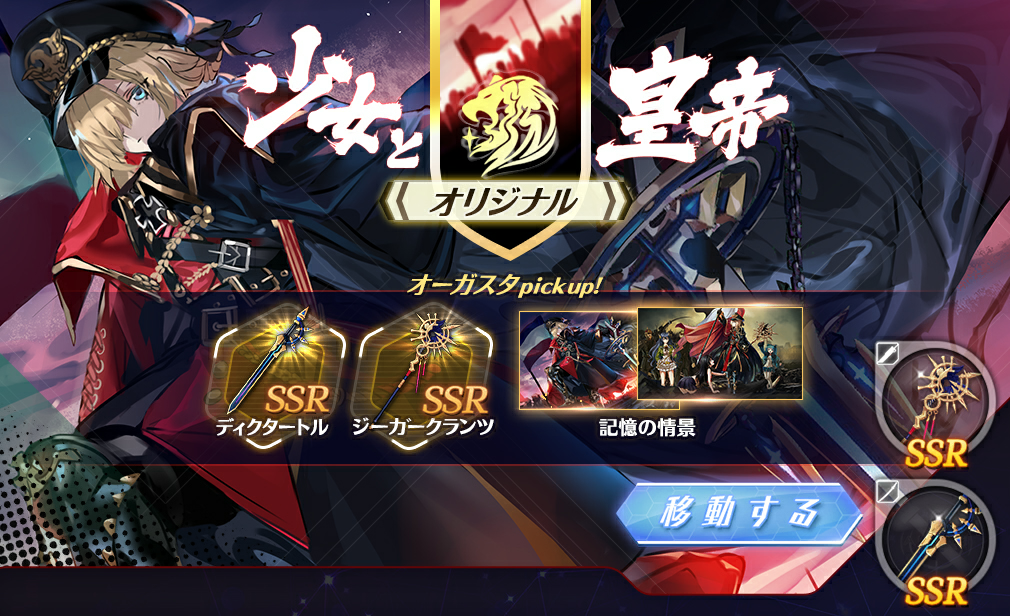 少女と
皇帝
オリジナル
オーガスタpickup!
SSR
SSR
ディクタートル
ジーガークランツ
記憶の情景
移動する
SSR
SSR